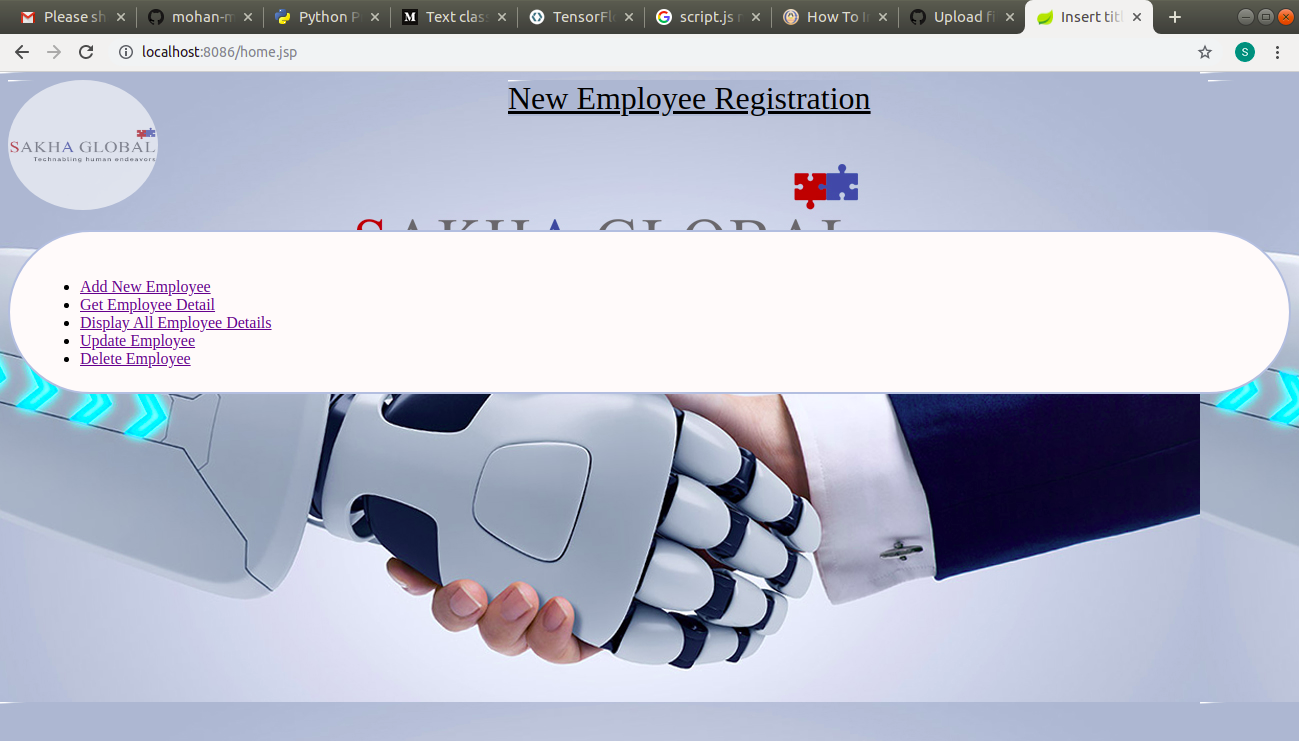 Please sh
mohan-m
Python P
Text clas
TensorFl
script.js
How To I
Upload fi
Insert tit
localhost:8086/home.jsp
S
New Employee Registration
SAKHA GLOBAL
Technabling human endeavors
SAKHA GLOBAL
Add New Employee
Get Employee Detail
Display All Employee Details
Update Employee
Delete Employee